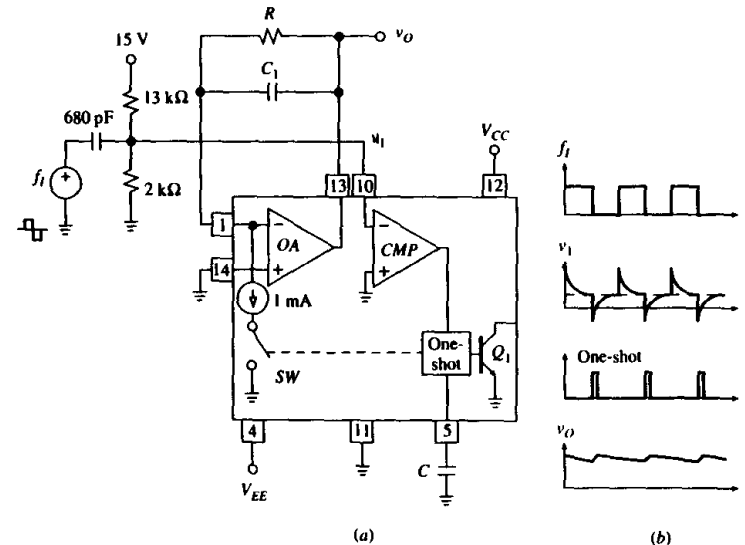 R
v_O
15 V
C_1
13 kΩ
680 pF
v_1
V_CC
f_I
2 kΩ
13
10
12
1
OA
CMP
14
1 mA
One-
shot
Q_1
SW
4
11
5
V_EE
C
(a)
f_I
v_1
One-shot
v_O
(b)